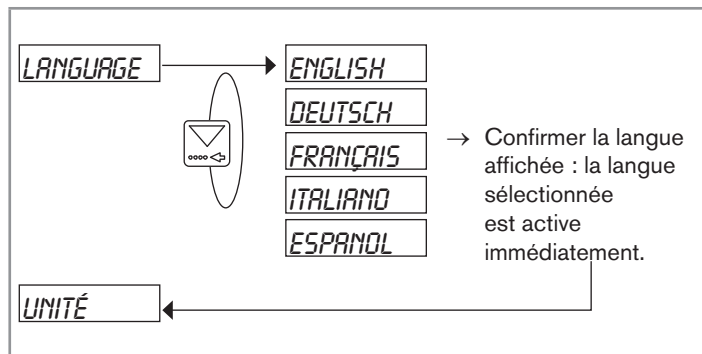 LANGUAGE
ENGLISH
DEUTSCH
FRANÇAIS
ITALIANO
ESPANOL
→ Confirmer la langue
affichée : la langue
sélectionnée
est active
immédiatement.
UNITÉ